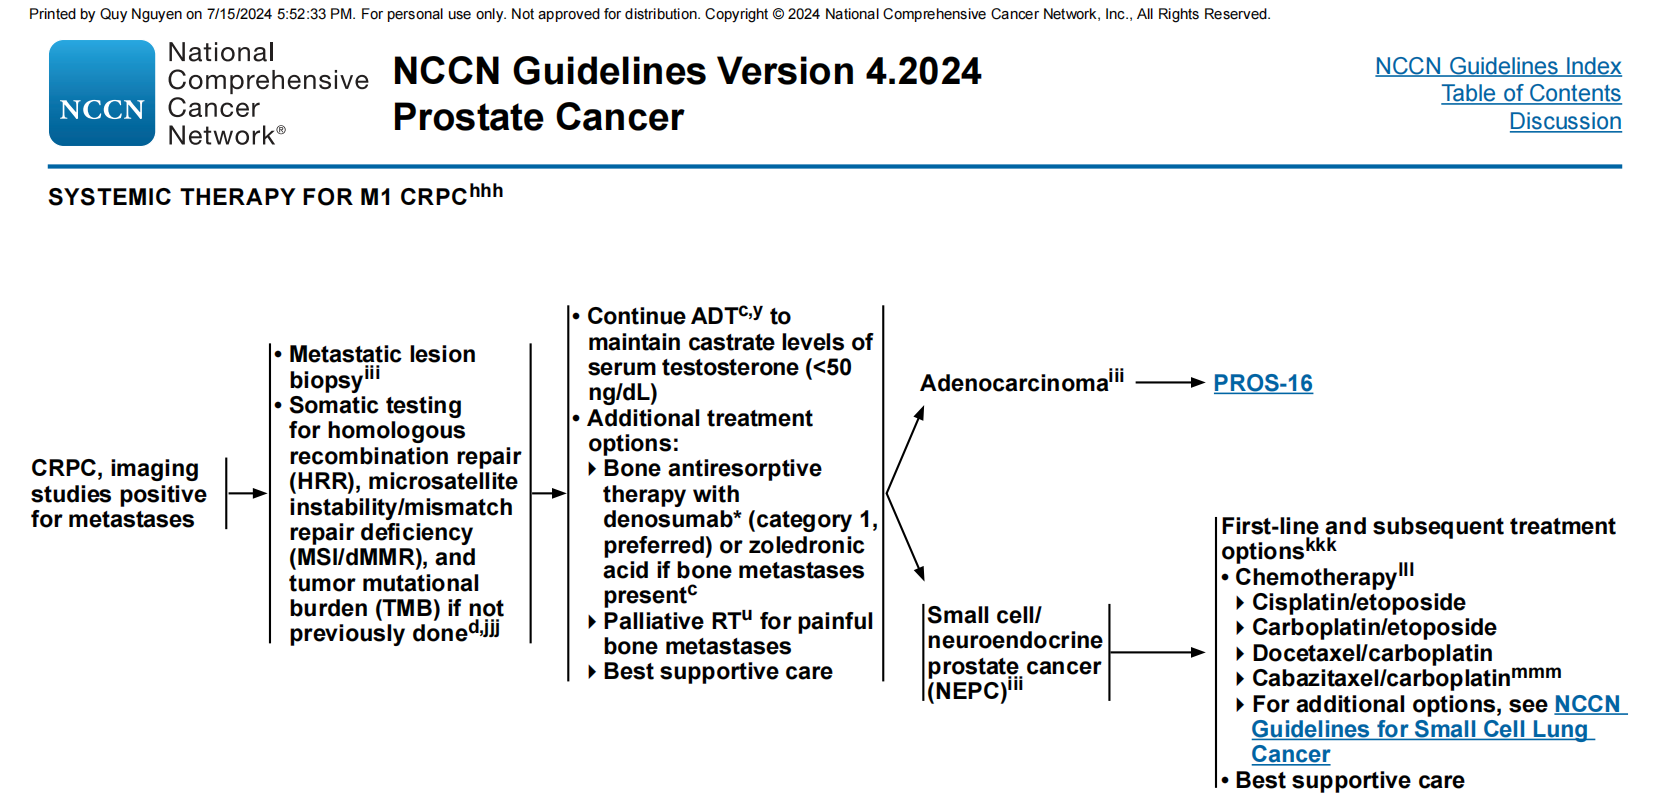 Printed by Quy Nguyen on 7/15/2024 5:52:33 PM. For personal use only. Not approved for distribution. Copyright © 2024 National Comprehensive Cancer Network, Inc., All Rights Reserved.
NCCN
National
Comprehensive
Cancer
Network®
NCCN Guidelines Version 4.2024
Prostate Cancer
NCCN Guidelines Index
Table of Contents
Discussion
SYSTEMIC THERAPY FOR M1 CRPChhh
CRPC, imaging
studies positive
for metastases
• Metastatic lesion
biopsyiii
• Somatic testing
for homologous
recombination repair
(HRR), microsatellite
instability/mismatch
repair deficiency
(MSI/dMMR), and
tumor mutational
burden (TMB) if not
previously doned,jjj
• Continue ADTc,y to
maintain castrate levels of
serum testosterone (<50
ng/dL)
• Additional treatment
options:
▸ Bone antiresorptive
therapy with
denosumab* (category 1,
preferred) or zoledronic
acid if bone metastases
presentc
▸ Palliative RTu for painful
bone metastases
▸ Best supportive care
Adenocarcinomaiii
PROS-16
Small cell/
neuroendocrine
prostate cancer
(NEPC)iii
First-line and subsequent treatment
optionskkk
• Chemotherapylll
▸ Cisplatin/etoposide
▸ Carboplatin/etoposide
▸ Docetaxel/carboplatin
▸ Cabazitaxel/carboplatinmmm
▸ For additional options, see NCCN
Guidelines for Small Cell Lung
Cancer
• Best supportive care